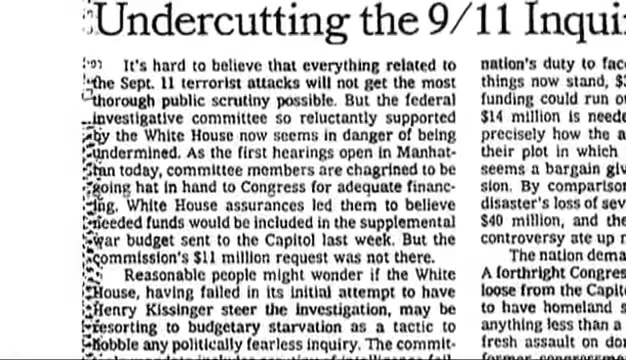 Undercutting the 9/11 Inqui
It's hard to believe that everything related to
the Sept. 11 terrorist attacks will not get the most
thorough public scrutiny possible. But the federal
investigative committee so reluctantly supported
by the White House now seems in danger of being
undermined. As the first hearings open in Manhat-
tan today, committee members are chagrined to be
going hat in hand to Congress for adequate financ-
ing. White House assurances led them to believe
needed funds would be included in the supplemental
war budget sent to the Capitol last week. But the
commission's $11 million request was not there.
Reasonable people might wonder if the White
House, having failed in its initial attempt to have
Henry Kissinger steer the investigation, may be
resorting to budgetary starvation as a tactic to
hobble any politically fearless inquiry. The commit-
nation's duty to fac
things now stand, $
funding could run o
$14 million is neede
precisely how the a
their plot in which
seems a bargain giv
sion. By compariso
disaster's loss of sev
$40 million, and the
controversy ate up
The nation dema
A forthright Congres
loose from the Capit
to have homeland s
anything less than a
fresh assault on do